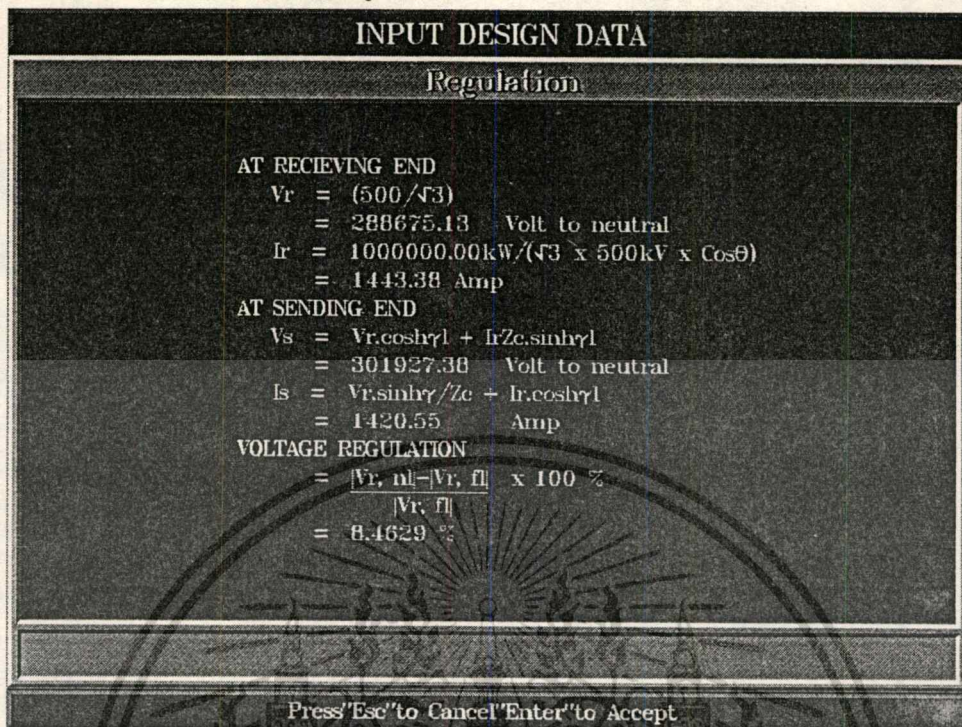 INPUT DESIGN DATA
Regulation
AT RECIEVING END
Vr = (500/√3)
= 288675.13 Volt to neutral
Ir = 1000000.00kW/(√3 x 500kV x Cosθ)
= 1443.38 Amp
AT SENDING END
Vs = Vr.coshγl + IrZc.sinhγl
= 301927.38 Volt to neutral
Is = Vr.sinhγ/Zc + Ir.coshγl
= 1420.55 Amp
VOLTAGE REGULATION
= |Vr, nl|-|Vr, fl| x 100 %
|Vr, fl|
= 8.4629 %
Press"Esc"to Cancel"Enter"to Accept